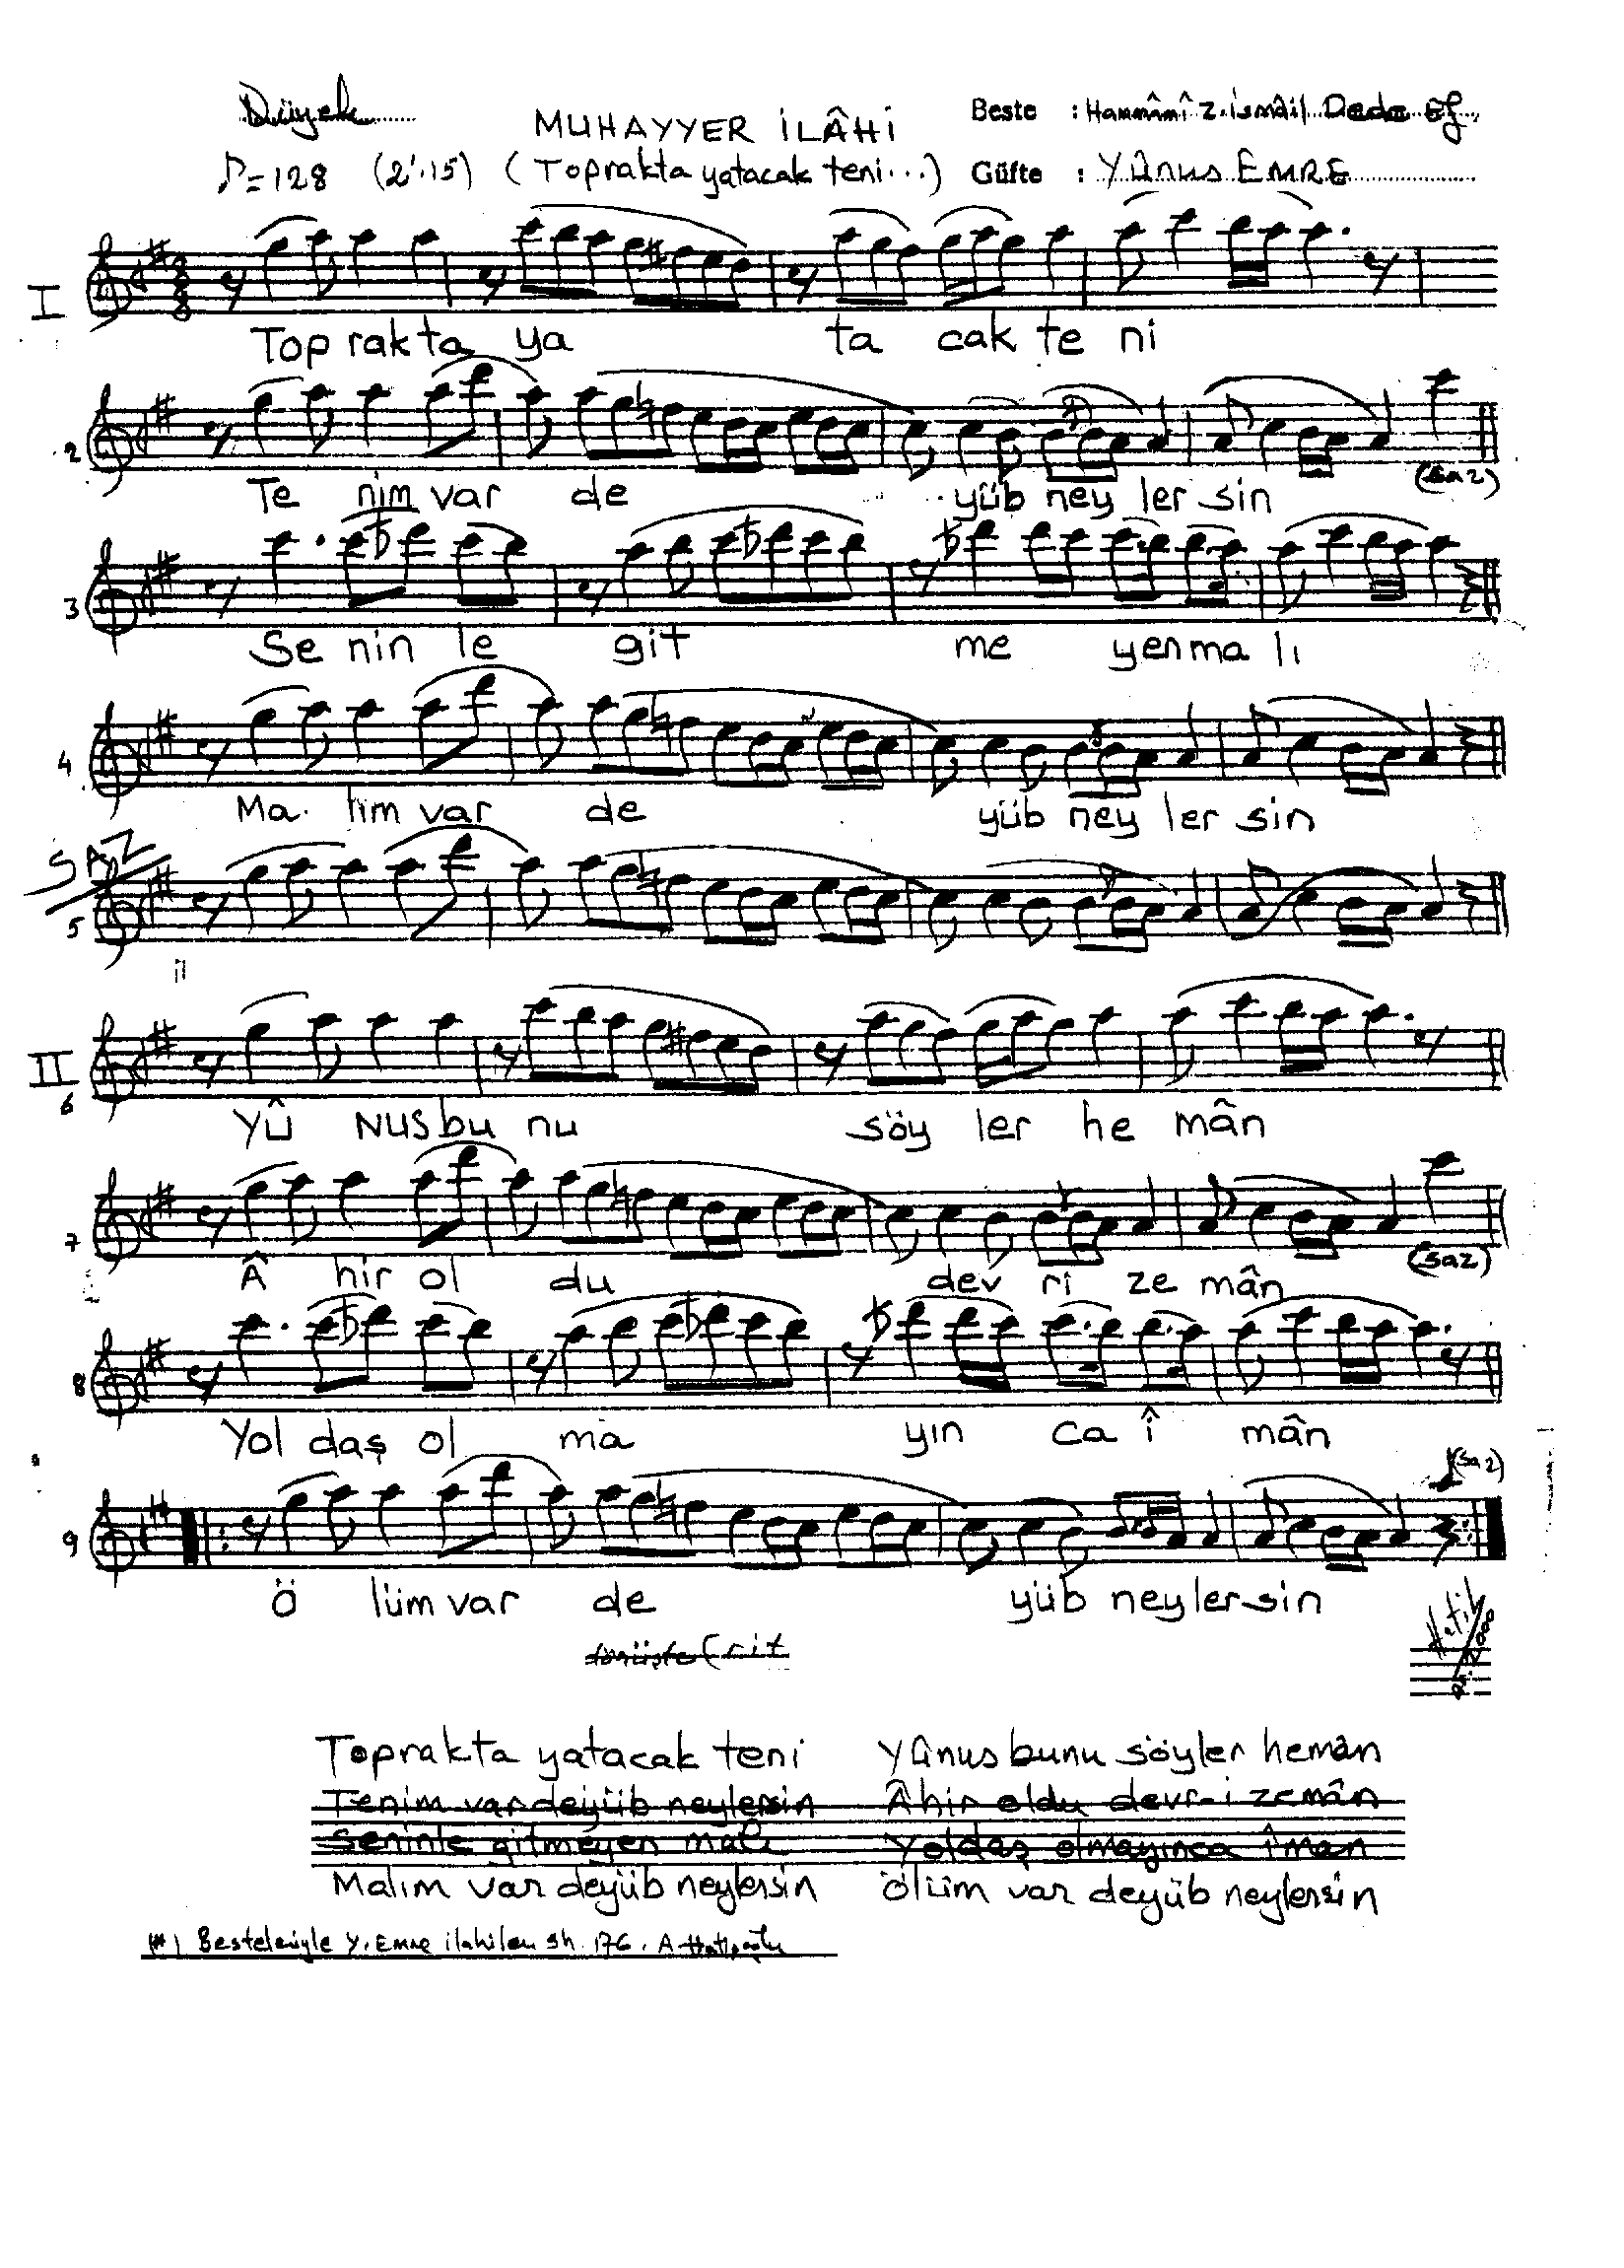 Düyek
MUHAYYER İLÂHİ
Beste : Hammâmî Z. İsmâil Dede Ef.
♪=128 (2'.15) (Toprakta yatacak teni...)
Güfte : YÛNUS EMRE
I
Top rak ta ya ta cak te ni
2
Te nim var de yüb ney ler sin
(saz)
3
Se nin le git me yen ma lı
4
Ma lım var de yüb ney ler sin
SAZ
5
II
6
YÛ NUS bu nu söy ler he mân
7
 hir ol du dev ri ze mân
(saz)
8
Yol daş ol ma yın ca î mân
(saz)
9
Ö lüm var de yüb ney ler sin
(rit
Toprakta yatacak teni
Tenim var deyüb neylersin
Seninle gitmeyen malı
Malım var deyüb neylersin
YÛnus bunu söyler hemân
Âhir oldu devr-i zemân
Yoldaş olmayınca îman
Ölüm var deyüb neylersin
(*) Besteleriyle Y. Emre ilahileri sh. 176. A.